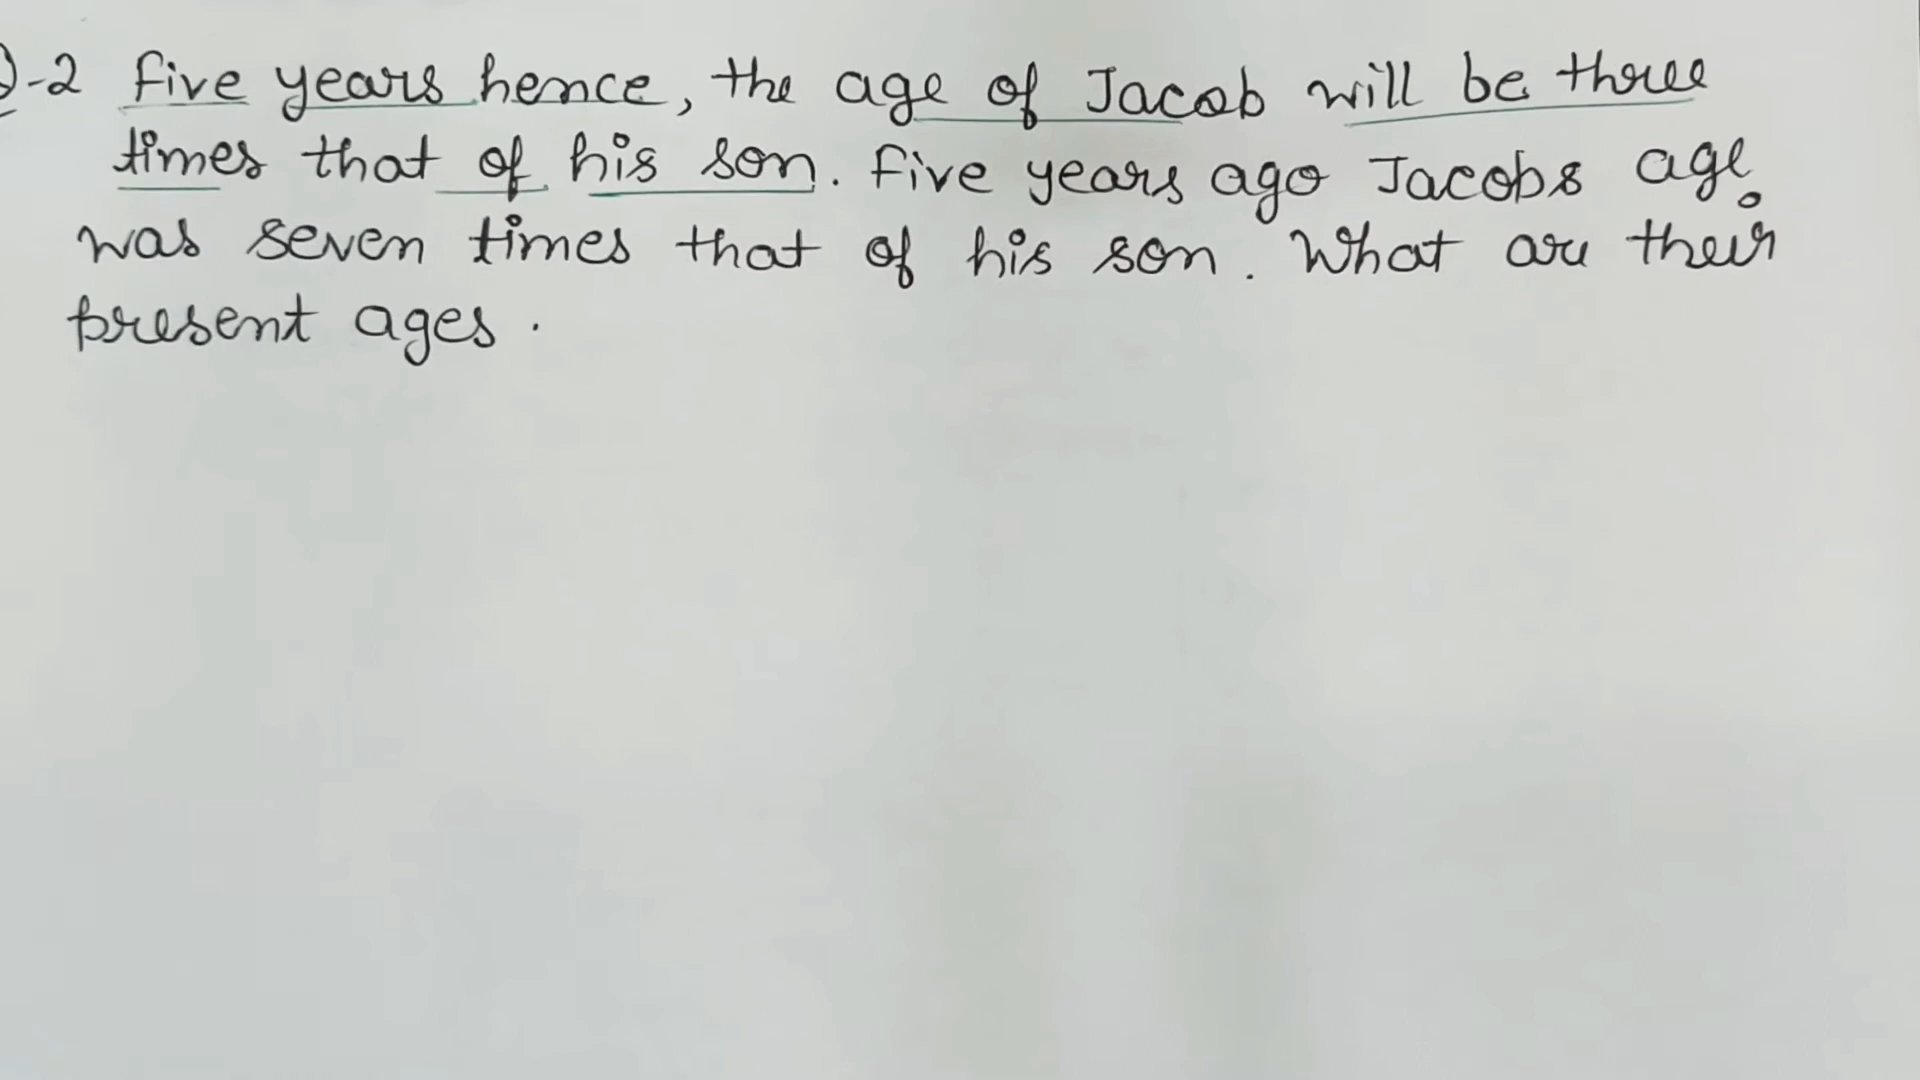 Q-2 Five years hence, the age of Jacob will be three
times that of his son. Five years ago Jacobs age
was seven times that of his son. What are their
present ages.